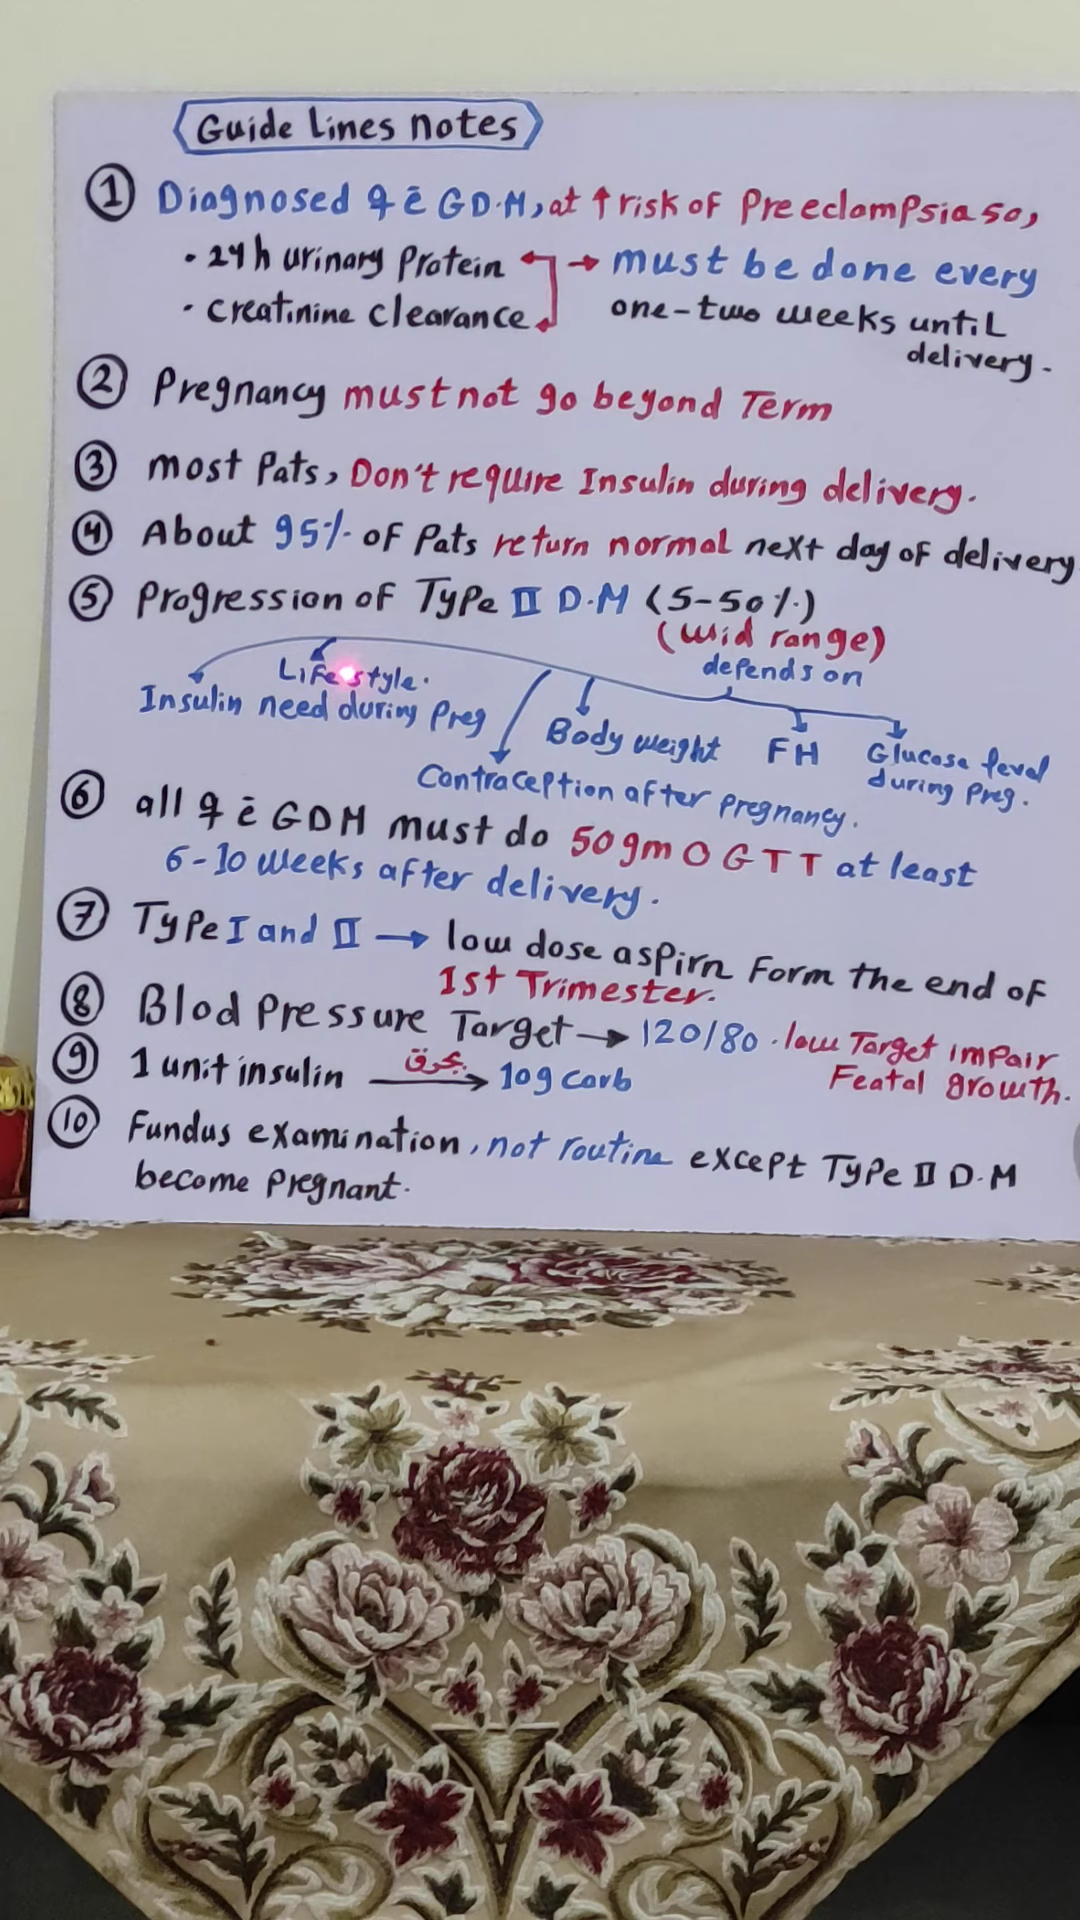 Guide Lines notes
① Diagnosed ♀ c̄ GD.M, at ↑ risk of Preeclampsia so,
• 24h urinary Protein → must be done every
• creatinine clearance one-two weeks until
delivery.
② Pregnancy must not go beyond Term
③ most Pats, Don't require Insulin during delivery.
④ About 95% of Pats return normal next day of delivery
⑤ Progression of Type II D.M (5-50%)
(wid range)
depends on
Life style.
Insulin need during Preg
Body weight FH Glucose level
during Preg.
Contraception after pregnancy.
⑥ all ♀ c̄ GDM must do 50gm OGTT at least
6-10 weeks after delivery.
⑦ Type I and II → low dose aspirn Form the end of
1st Trimester.
⑧ Blod Pressure Target → 120/80 . low Target impair
Featal growth.
⑨ 1 unit insulin يحرق → 10g carb
⑩ Fundus examination, not routine except Type II D.M
become Pregnant.